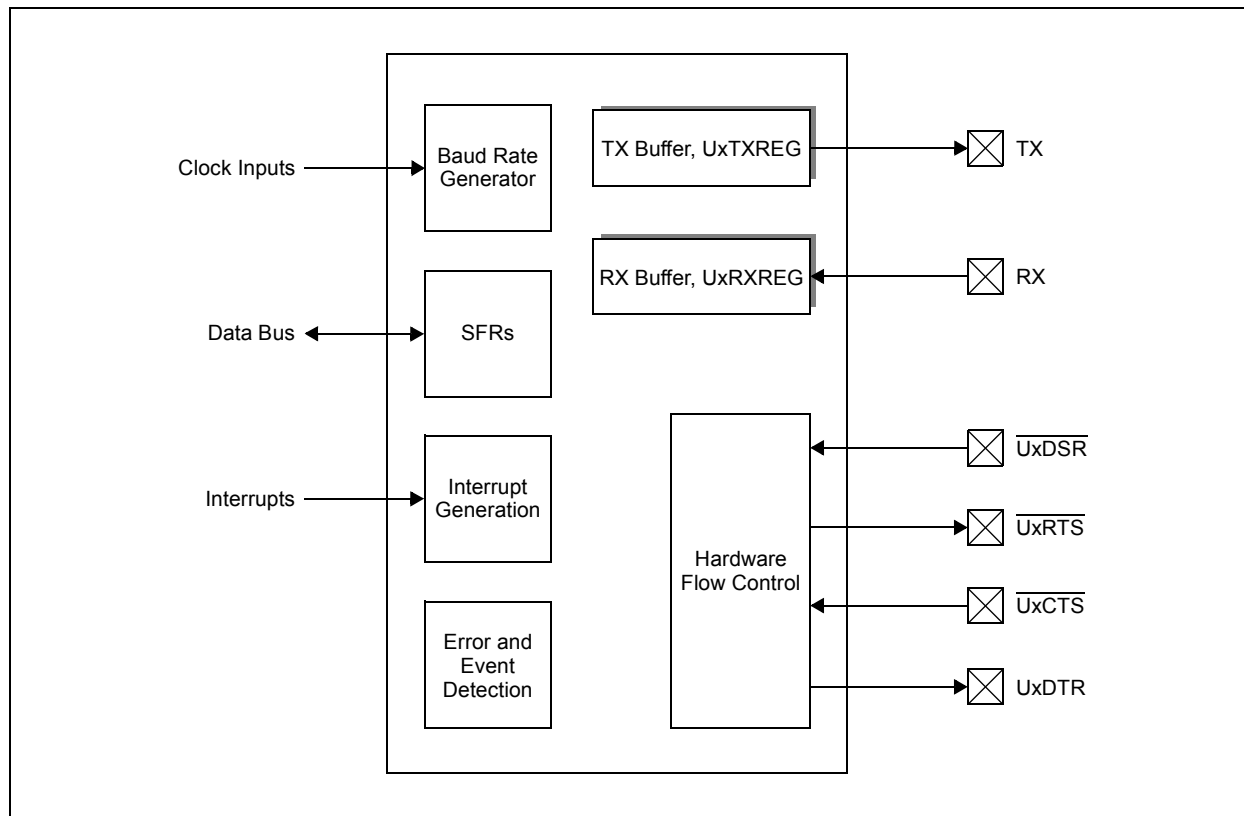 Clock Inputs
Baud Rate
Generator
TX Buffer, UxTXREG
TX
RX Buffer, UxRXREG
RX
Data Bus
SFRs
Interrupts
Interrupt
Generation
Error and
Event
Detection
Hardware
Flow Control
UxDSR
UxRTS
UxCTS
UxDTR